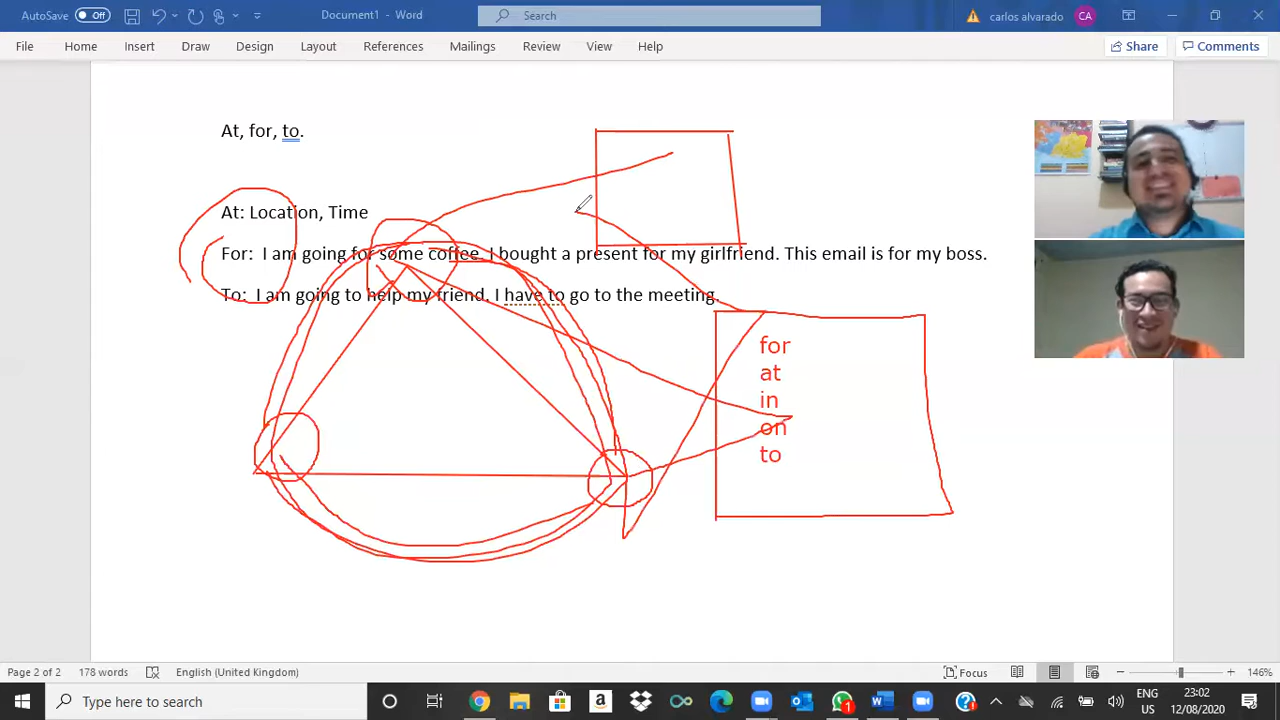 AutoSave Off Document1 - Word Search carlos alvarado CA
File Home Insert Draw Design Layout References Mailings Review View Help Share Comments
At, for, to.
At: Location, Time
For: I am going for some coffee. I bought a present for my girlfriend. This email is for my boss.
To: I am going to help my friend. I have to go to the meeting.
for
at
in
on
to
Page 2 of 2 178 words English (United Kingdom) Focus 146%
Type here to search
1
ENG
US
23:02
12/08/2020